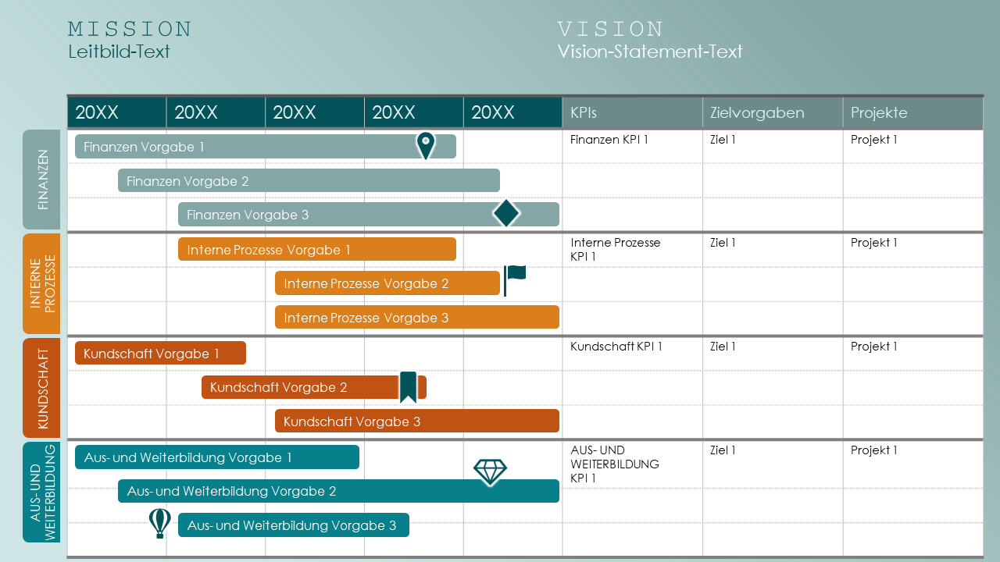 MISSION
Leitbild-Text
VISION
Vision-Statement-Text
20XX 20XX 20XX 20XX 20XX KPIs Zielvorgaben Projekte
FINANZEN
Finanzen Vorgabe 1
Finanzen Vorgabe 2
Finanzen Vorgabe 3
Finanzen KPI 1
Ziel 1
Projekt 1
INTERNE
PROZESSE
Interne Prozesse Vorgabe 1
Interne Prozesse Vorgabe 2
Interne Prozesse Vorgabe 3
Interne Prozesse
KPI 1
Ziel 1
Projekt 1
KUNDSCHAFT
Kundschaft Vorgabe 1
Kundschaft Vorgabe 2
Kundschaft Vorgabe 3
Kundschaft KPI 1
Ziel 1
Projekt 1
AUS- UND
WEITERBILDUNG
Aus- und Weiterbildung Vorgabe 1
Aus- und Weiterbildung Vorgabe 2
Aus- und Weiterbildung Vorgabe 3
AUS- UND
WEITERBILDUNG
KPI 1
Ziel 1
Projekt 1